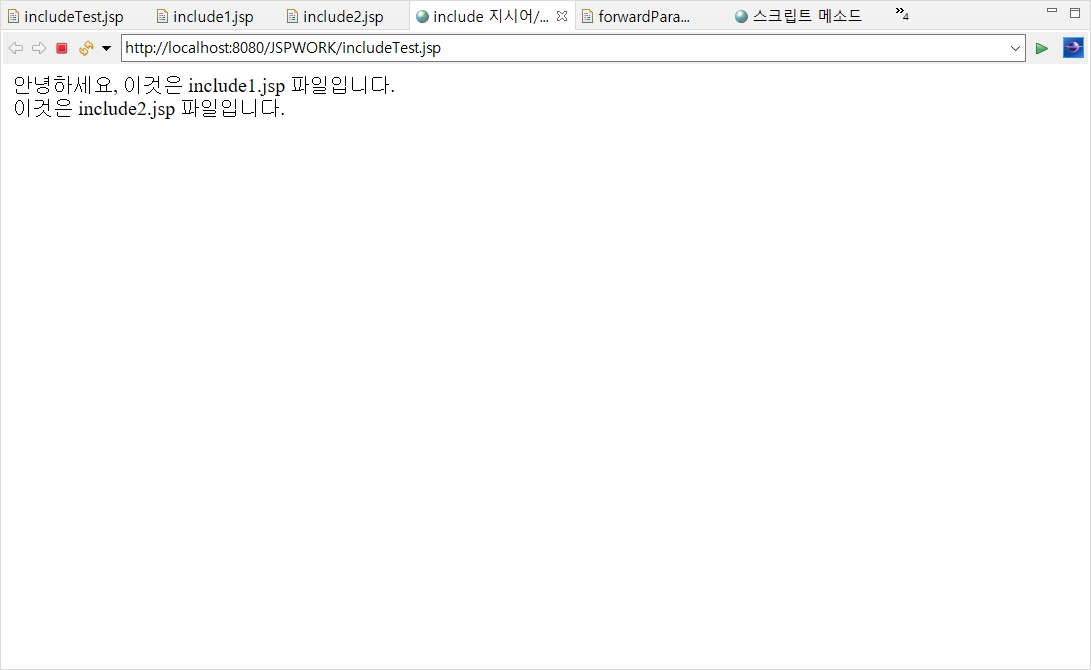 includeTest.jsp include1.jsp include2.jsp include 지시어/... forwardPara... 스크립트 메소드 »4
http://localhost:8080/JSPWORK/includeTest.jsp
안녕하세요, 이것은 include1.jsp 파일입니다.
이것은 include2.jsp 파일입니다.